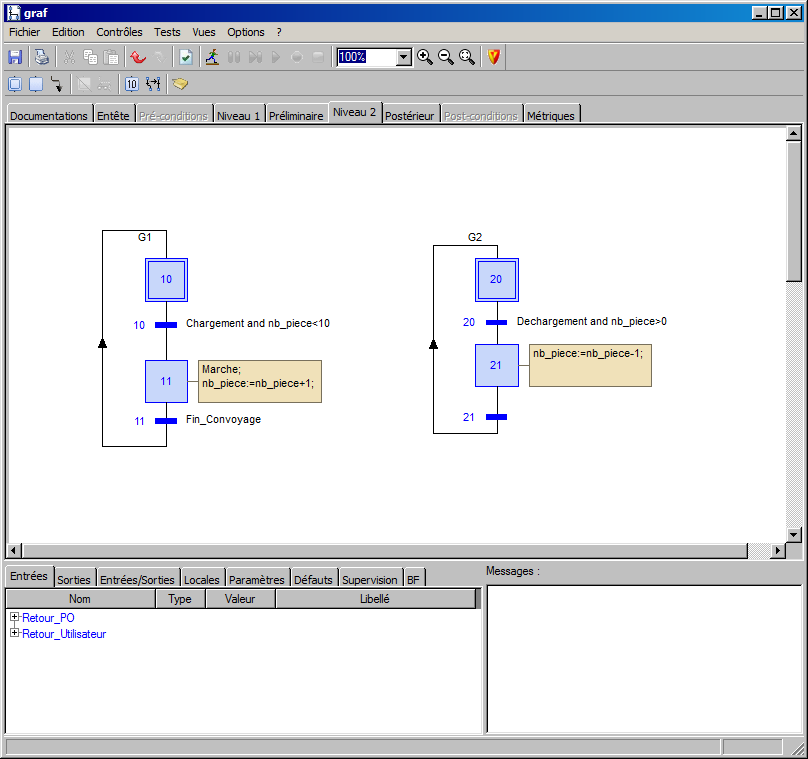 graf
Fichier Edition Contrôles Tests Vues Options ?
100%
10
Documentations Entête Pré-conditions Niveau 1 Préliminaire Niveau 2 Postérieur Post-conditions Métriques
G1
10
10 Chargement and nb_piece<10
11
Marche;
nb_piece:=nb_piece+1;
11 Fin_Convoyage
G2
20
20 Dechargement and nb_piece>0
21
nb_piece:=nb_piece-1;
21
Entrées Sorties Entrées/Sorties Locales Paramètres Défauts Supervision BF
Nom Type Valeur Libellé
Retour_PO
Retour_Utilisateur
Messages :